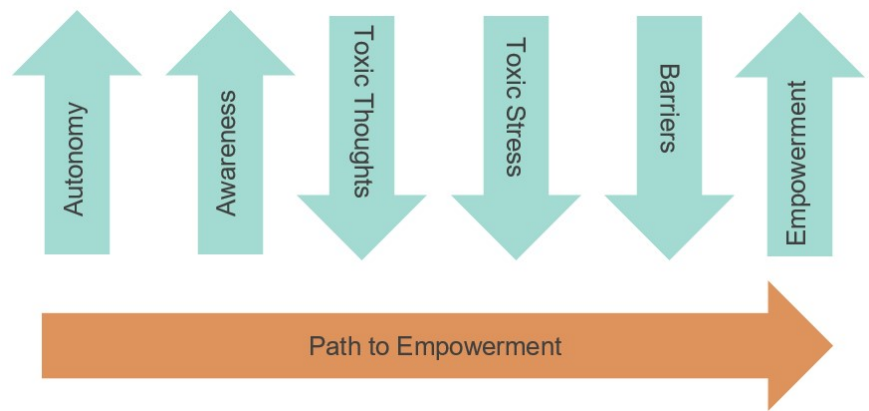 Autonomy
Awareness
Toxic Thoughts
Toxic Stress
Barriers
Empowerment
Path to Empowerment